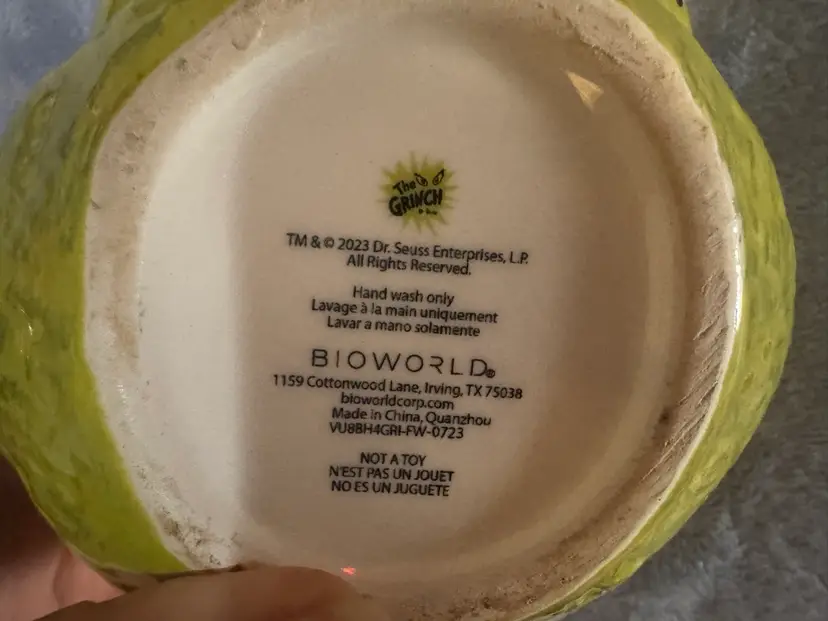 The
GRINCH
TM & © 2023 Dr. Seuss Enterprises, L.P.
All Rights Reserved.
Hand wash only
Lavage à la main uniquement
Lavar a mano solamente
BIOWORLD®
1159 Cottonwood Lane, Irving, TX 75038
bioworldcorp.com
Made in China, Quanzhou
VU8BH4GRI-FW-0723
NOT A TOY
N'EST PAS UN JOUET
NO ES UN JUGUETE